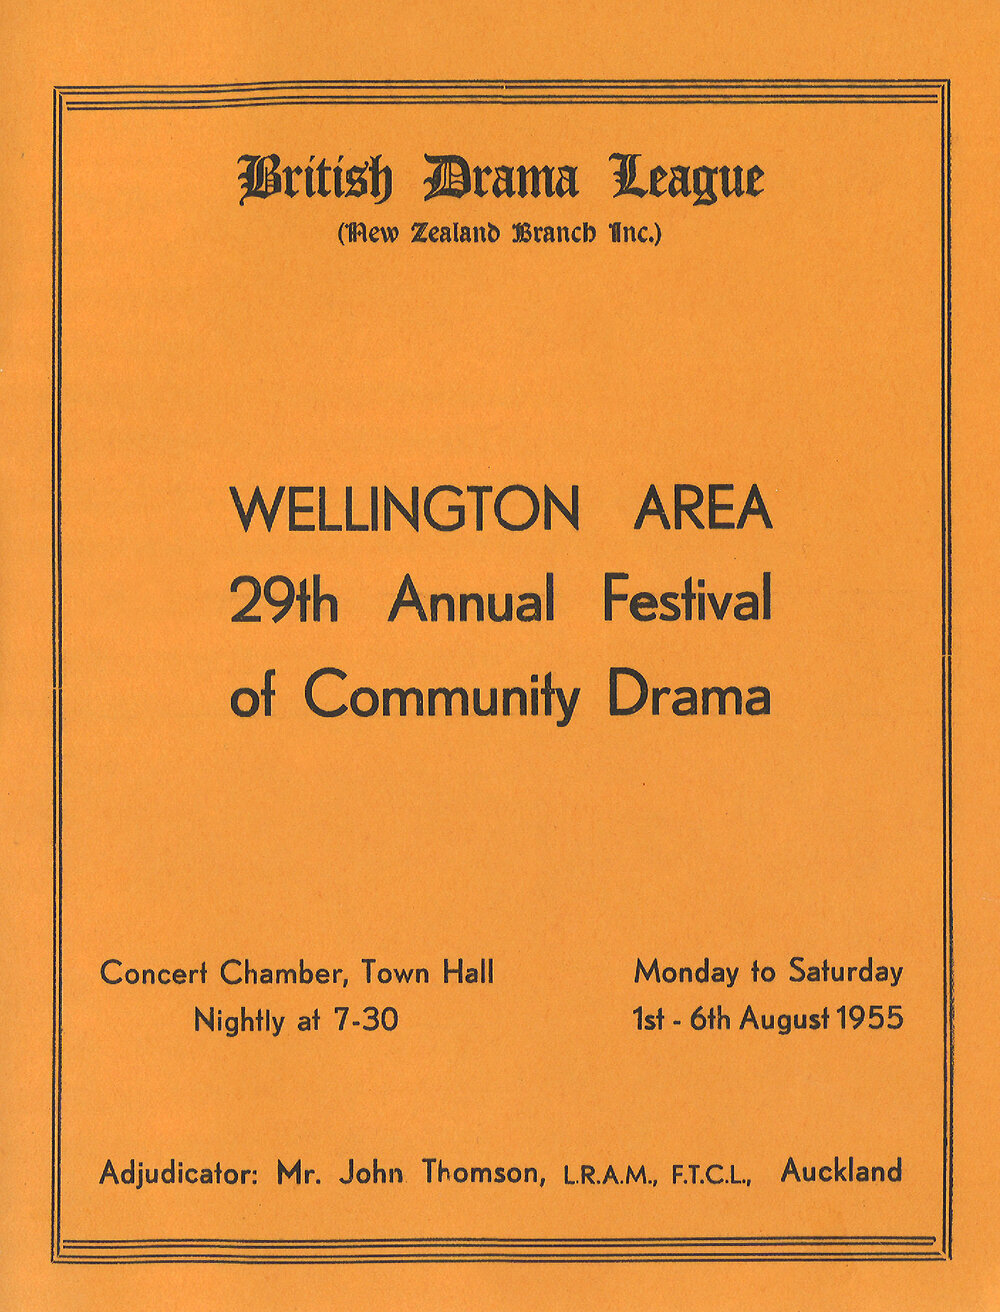 British Drama League
(New Zealand Branch Inc.)
WELLINGTON AREA
29th Annual Festival
of Community Drama
Concert Chamber, Town Hall
Nightly at 7-30
Monday to Saturday
1st - 6th August 1955
Adjudicator: Mr. John Thomson, L.R.A.M., F.T.C.L., Auckland